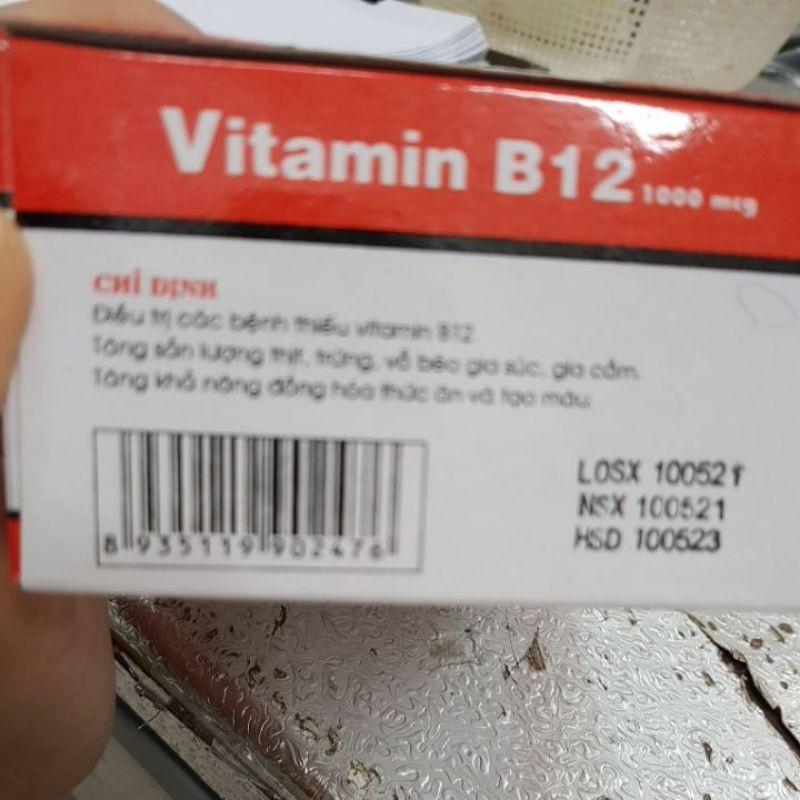 Vitamin B12 1000 mcg
CHỈ ĐỊNH
Điều trị các bệnh thiếu vitamin B12.
Tăng sản lượng thịt, trứng, vỗ béo gia súc, gia cầm.
Tăng khả năng đồng hóa thức ăn và tạo máu.
LOSX 100521
NSX 100521
HSD 100523
8 935119 902476